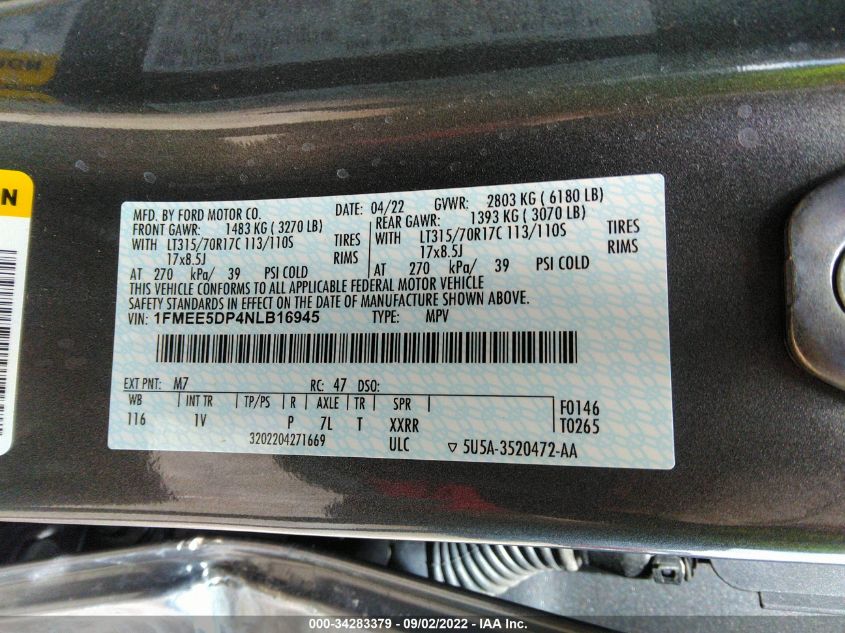 ON
MFD. BY FORD MOTOR CO. DATE: 04/22 GVWR: 2803 KG ( 6180 LB)
FRONT GAWR: 1483 KG ( 3270 LB) REAR GAWR: 1393 KG ( 3070 LB)
WITH LT315/70R17C 113/110S TIRES WITH LT315/70R17C 113/110S TIRES
17x8.5J RIMS 17x8.5J RIMS
AT 270 kPa/ 39 PSI COLD AT 270 kPa/ 39 PSI COLD
THIS VEHICLE CONFORMS TO ALL APPLICABLE FEDERAL MOTOR VEHICLE
SAFETY STANDARDS IN EFFECT ON THE DATE OF MANUFACTURE SHOWN ABOVE.
VIN: 1FMEE5DP4NLB16945 TYPE: MPV
EXT PNT: M7 RC: 47 DSO:
WB INT TR TP/PS R AXLE TR SPR F0146
116 1V P 7L T XXRR T0265
3202204271669 ULC 5U5A-3520472-AA
000-34283379 - 09/02/2022 - IAA Inc.